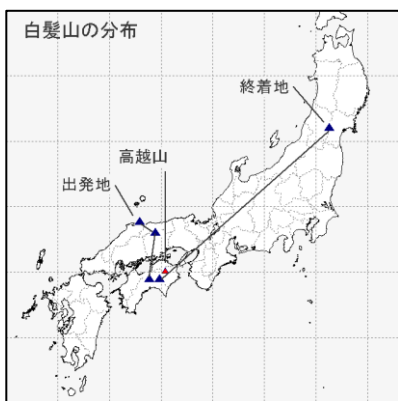 白髪山の分布
終着地
高越山
出発地